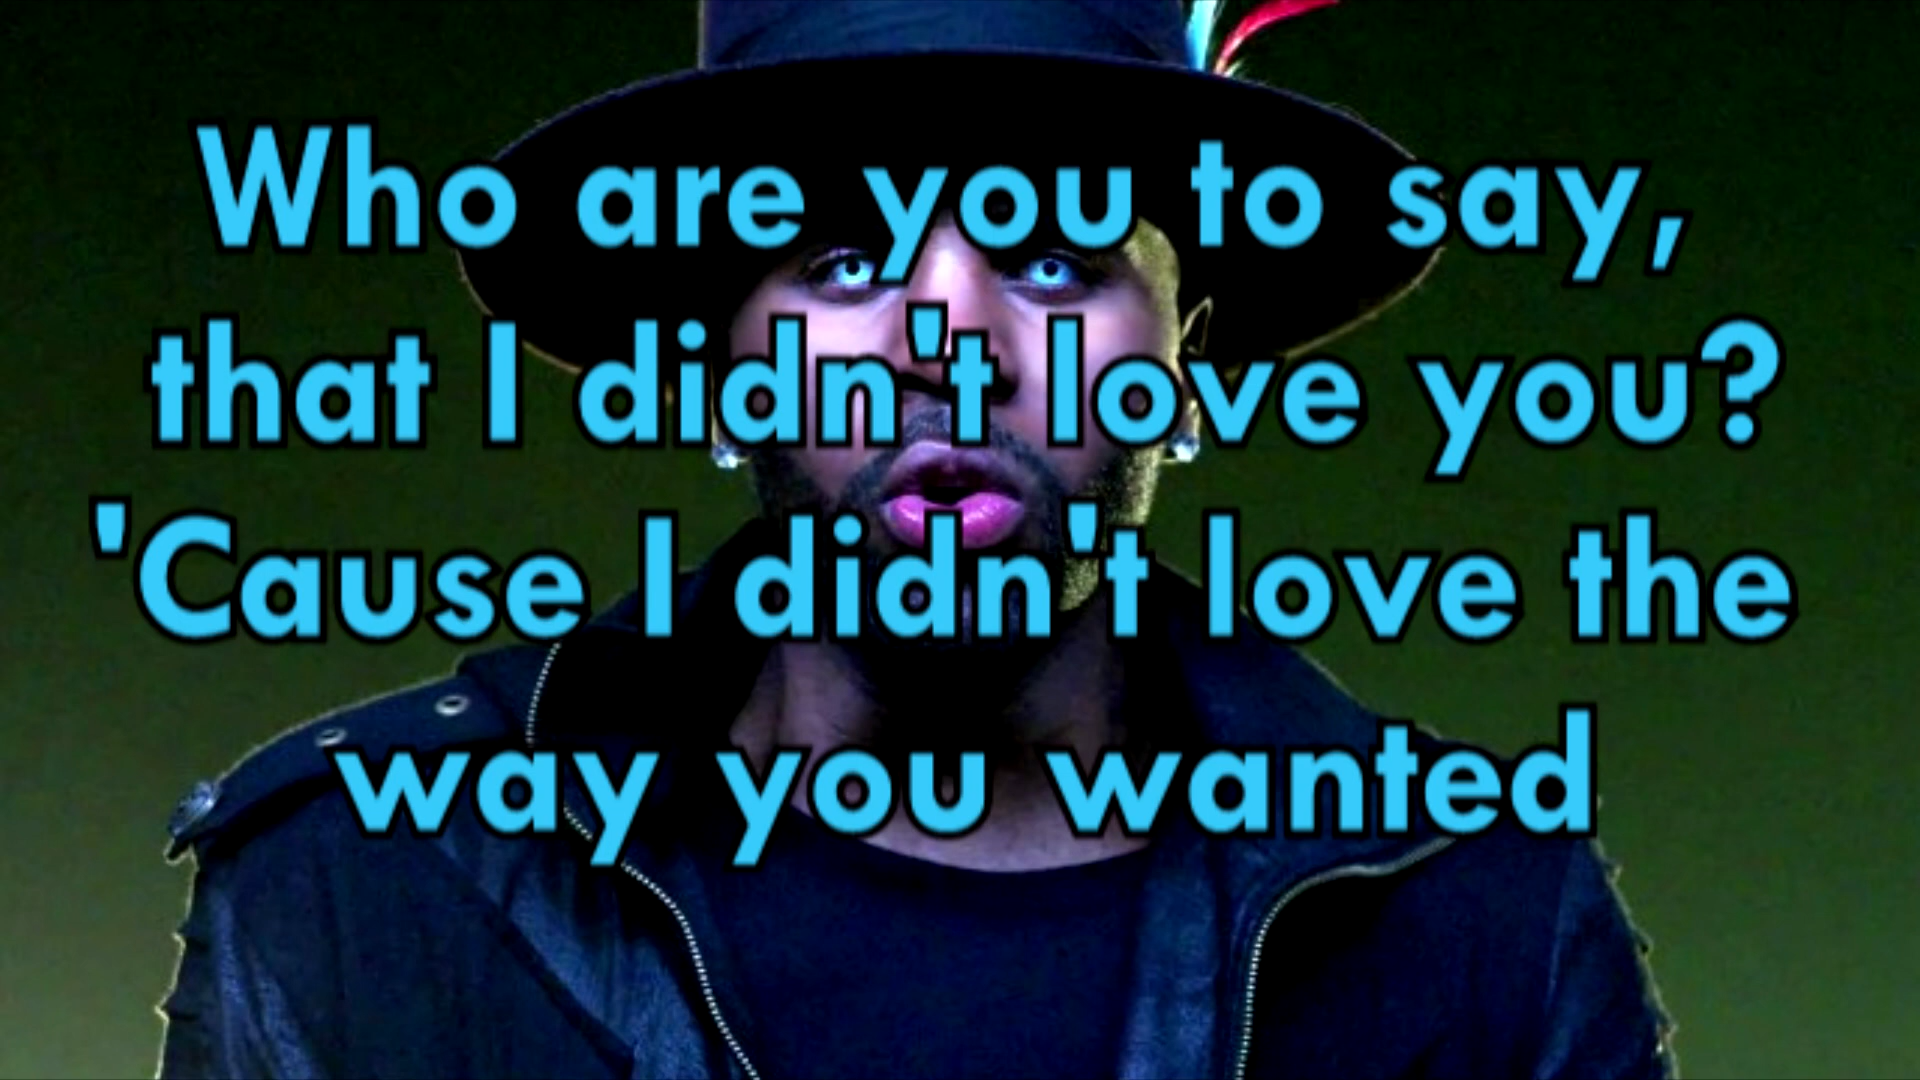 Who are you to say,
that I didn't love you?
'Cause I didn't love the
way you wanted